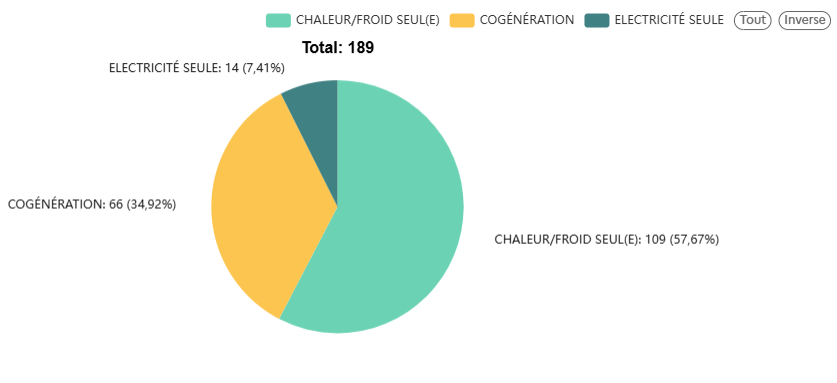 CHALEUR/FROID SEUL(E) COGÉNÉRATION ELECTRICITÉ SEULE Tout Inverse
Total: 189
ELECTRICITÉ SEULE: 14 (7,41%)
COGÉNÉRATION: 66 (34,92%)
CHALEUR/FROID SEUL(E): 109 (57,67%)